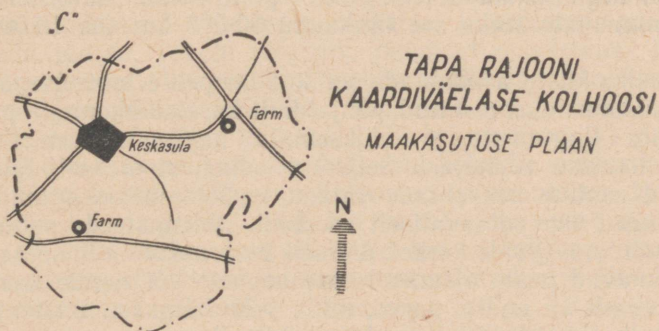 „C"
TAPA RAJOONI
KAARDIVÄELASE KOLHOOSI
MAAKASUTUSE PLAAN
Farm
Keskasula
Farm
N